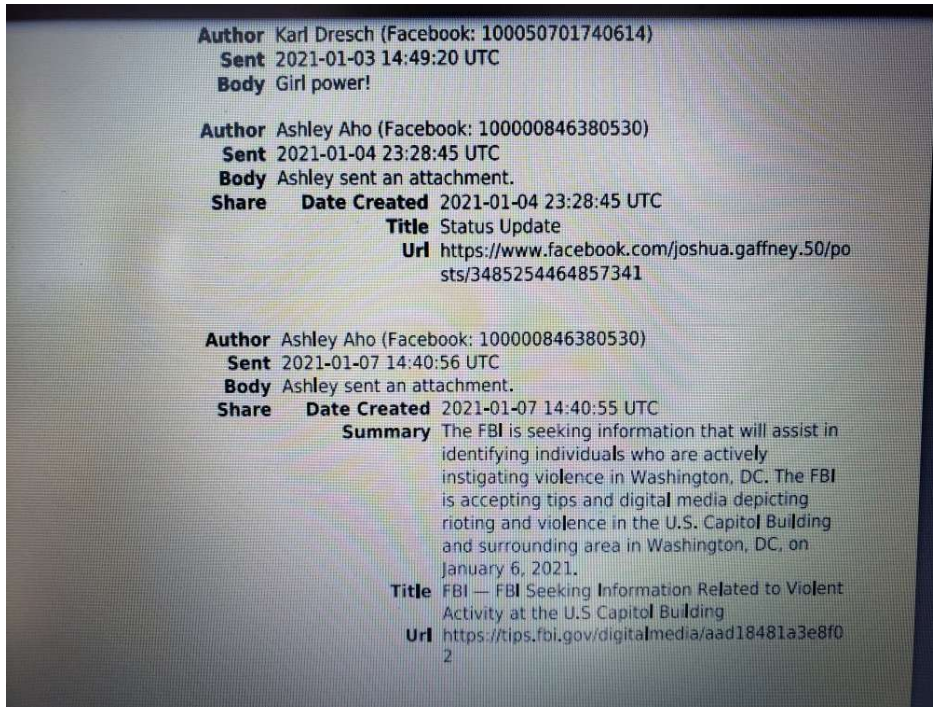 Author Karl Dresch (Facebook: 100050701740614)
Sent 2021-01-03 14:49:20 UTC
Body Girl power!
Author Ashley Aho (Facebook: 100000846380530)
Sent 2021-01-04 23:28:45 UTC
Body Ashley sent an attachment.
Share Date Created 2021-01-04 23:28:45 UTC
Title Status Update
Url https://www.facebook.com/joshua.gaffney.50/po
sts/3485254464857341
Author Ashley Aho (Facebook: 100000846380530)
Sent 2021-01-07 14:40:56 UTC
Body Ashley sent an attachment.
Share Date Created 2021-01-07 14:40:55 UTC
Summary The FBI is seeking information that will assist in
identifying individuals who are actively
instigating violence in Washington, DC. The FBI
is accepting tips and digital media depicting
rioting and violence in the U.S. Capitol Building
and surrounding area in Washington, DC, on
January 6, 2021.
Title FBI — FBI Seeking Information Related to Violent
Activity at the U.S Capitol Building
Url https://tips.fbi.gov/digitalmedia/aad18481a3e8f0
2